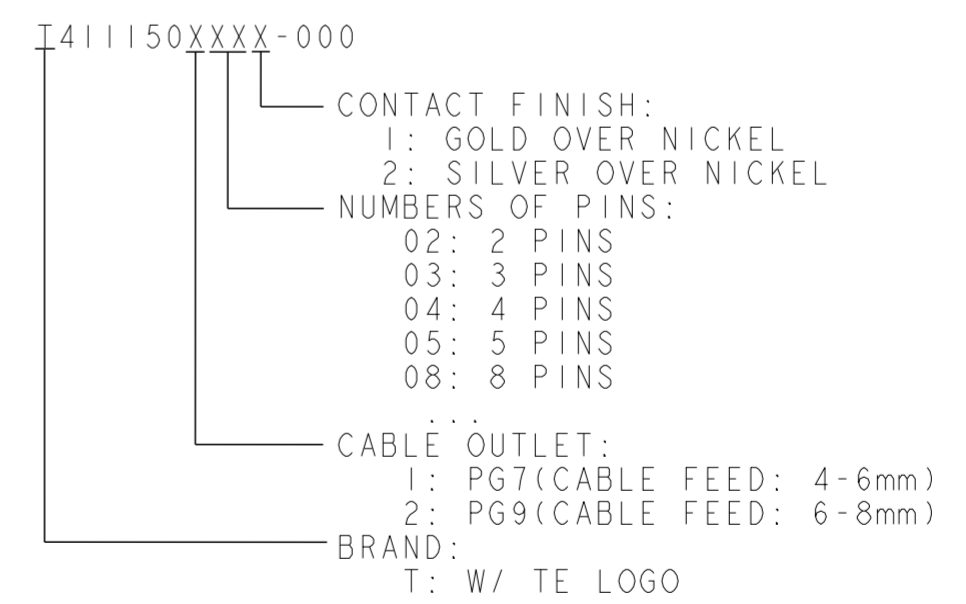 T411150XXXX-000
CONTACT FINISH:
1: GOLD OVER NICKEL
2: SILVER OVER NICKEL
NUMBERS OF PINS:
02: 2 PINS
03: 3 PINS
04: 4 PINS
05: 5 PINS
08: 8 PINS
...
CABLE OUTLET:
1: PG7(CABLE FEED: 4-6mm)
2: PG9(CABLE FEED: 6-8mm)
BRAND:
T: W/ TE LOGO